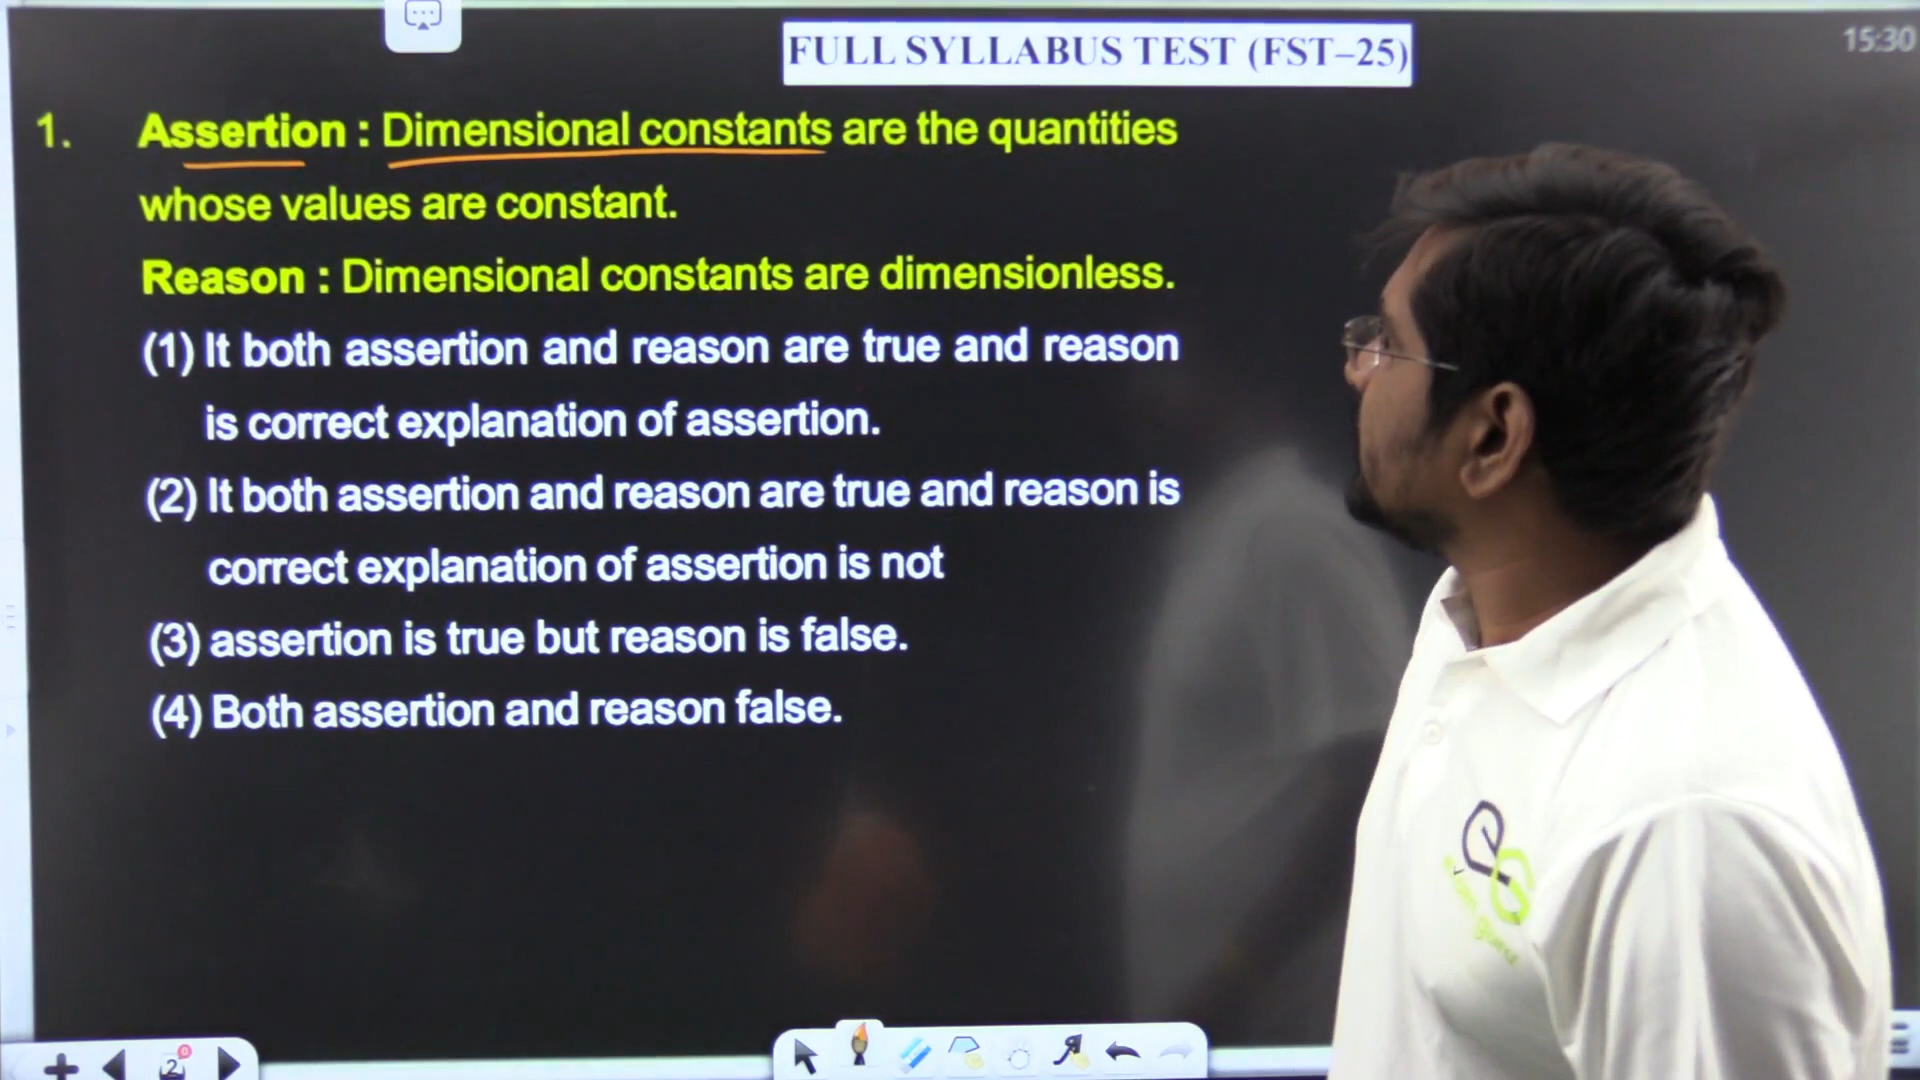 FULL SYLLABUS TEST (FST–25)
15:30
1. Assertion : Dimensional constants are the quantities
whose values are constant.
Reason : Dimensional constants are dimensionless.
(1) It both assertion and reason are true and reason
is correct explanation of assertion.
(2) It both assertion and reason are true and reason is
correct explanation of assertion is not
(3) assertion is true but reason is false.
(4) Both assertion and reason false.
2